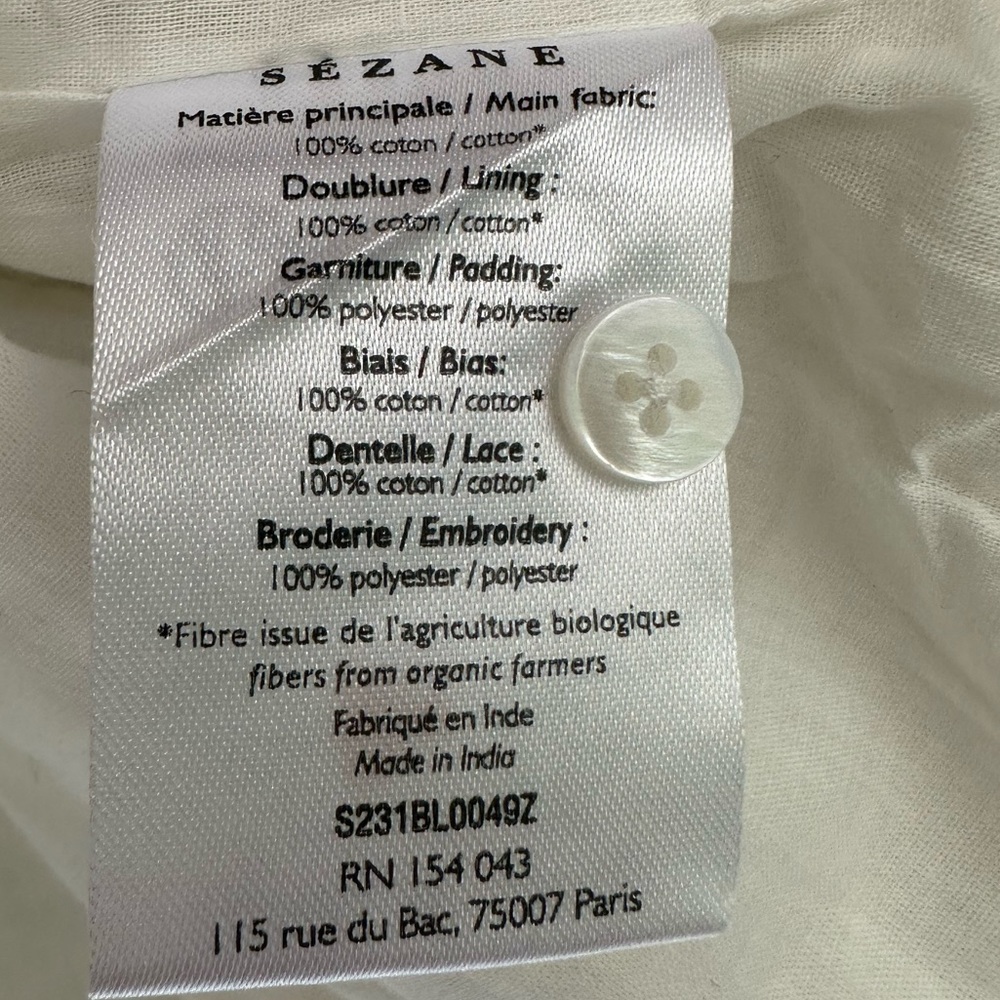 SÉZANE
Matière principale / Main fabric:
100% coton / cotton*
Doublure / Lining :
100% coton / cotton*
Garniture / Padding:
100% polyester / polyester
Biais / Bias:
100% coton / cotton*
Dentelle / Lace :
100% coton / cotton*
Broderie / Embroidery :
100% polyester / polyester
*Fibre issue de l'agriculture biologique
fibers from organic farmers
Fabriqué en Inde
Made in India
S231BL0049Z
RN 154 043
115 rue du Bac, 75007 Paris